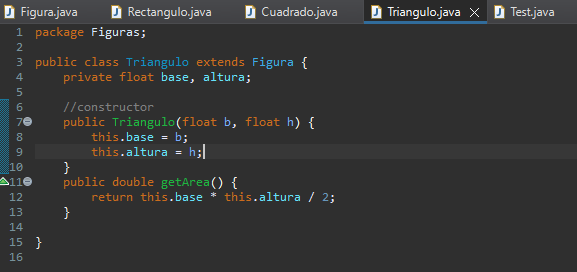 Figura.java Rectangulo.java Cuadrado.java Triangulo.java Test.java
1 package Figuras;
2
3 public class Triangulo extends Figura {
4     private float base, altura;
5
6     //constructor
7     public Triangulo(float b, float h) {
8         this.base = b;
9         this.altura = h;
10     }
11     public double getArea() {
12         return this.base * this.altura / 2;
13     }
14
15 }
16